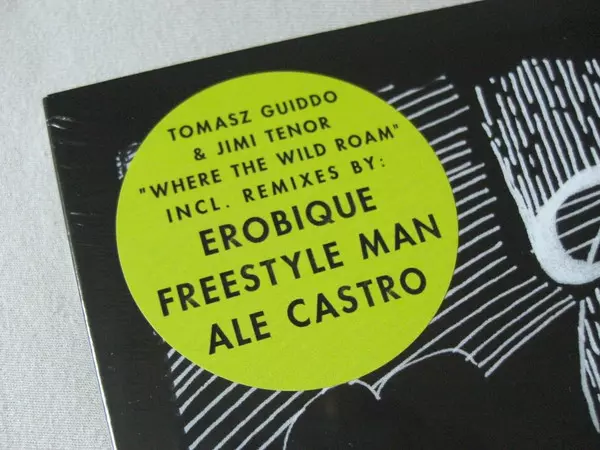 TOMASZ GUIDDO
& JIMI TENOR
"WHERE THE WILD ROAM"
INCL. REMIXES BY:
EROBIQUE
FREESTYLE MAN
ALE CASTRO